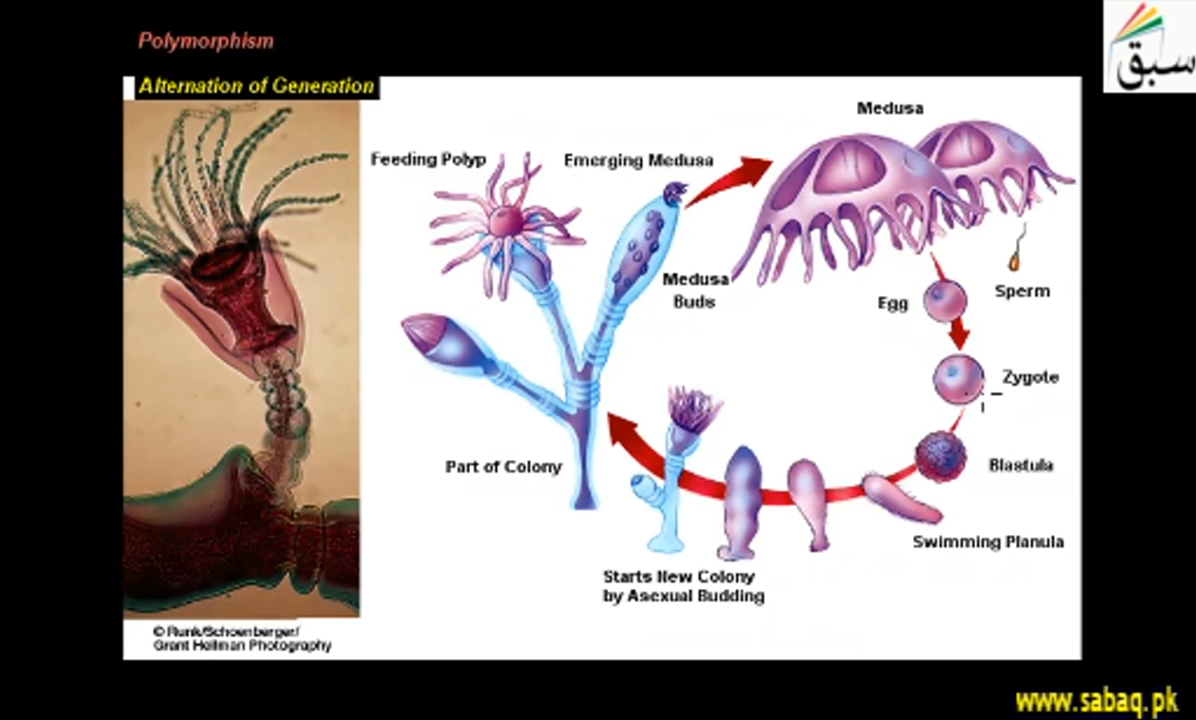 Polymorphism
سبق
Alternation of Generation
Medusa
Feeding Polyp
Emerging Medusa
Medusa
Buds
Egg
Sperm
Zygote
Part of Colony
Blastula
Swimming Planula
Starts New Colony
by Asexual Budding
© Runk/Schoenberger/
Grant Heilman Photography
www.sabaq.pk